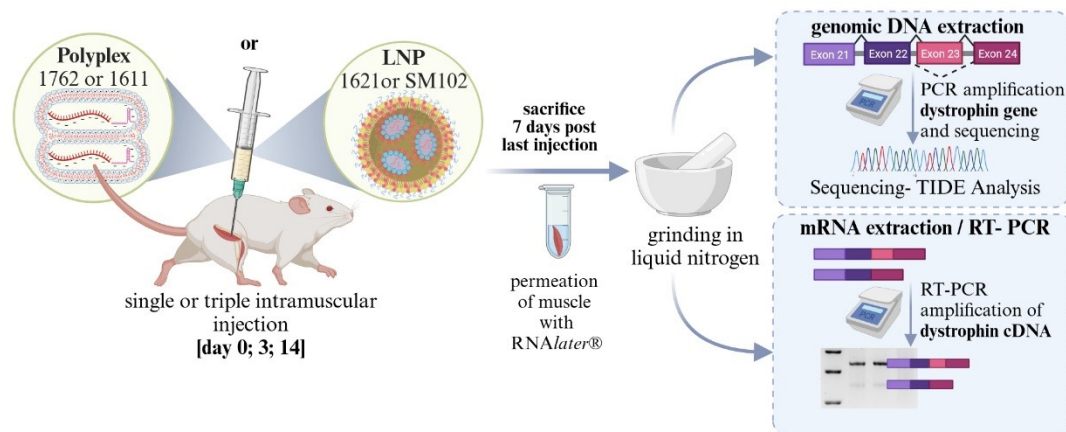 Polyplex
1762 or 1611
or
LNP
1621or SM102
single or triple intramuscular
injection
[day 0; 3; 14]
sacrifice
7 days post
last injection
permeation
of muscle
with
RNAlater®
grinding in
liquid nitrogen
genomic DNA extraction
Exon 21
Exon 22
Exon 23
Exon 24
PCR
PCR amplification
dystrophin gene
and sequencing
Sequencing- TIDE Analysis
mRNA extraction / RT- PCR
PCR
RT-PCR
amplification of
dystrophin cDNA